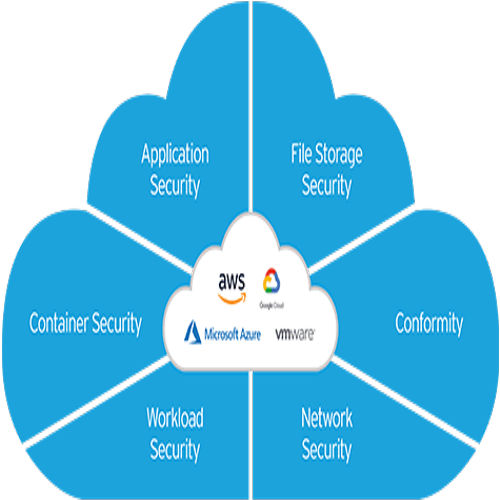 Application
Security
File Storage
Security
Container Security
aws
Google Cloud
Microsoft Azure
vmware®
Conformity
Workload
Security
Network
Security